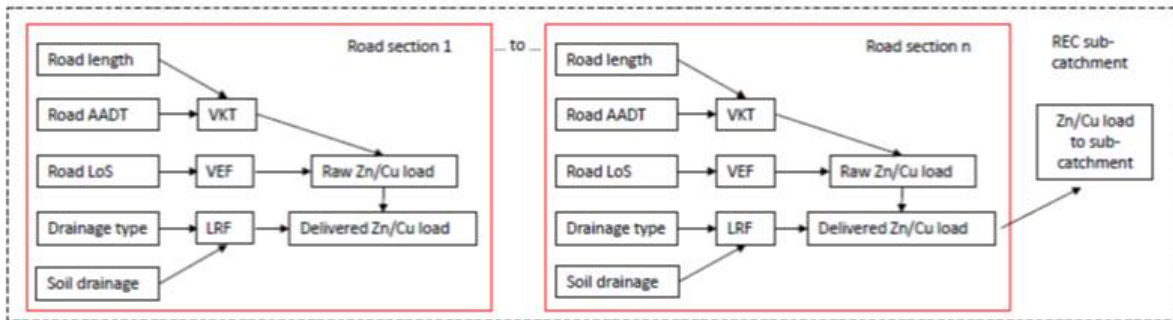 Road section 1
Road length
Road AADT
VKT
Road LoS
VEF
Raw Zn/Cu load
Drainage type
LRF
Delivered Zn/Cu load
Soil drainage
... to ...
Road section n
Road length
Road AADT
VKT
Road LoS
VEF
Raw Zn/Cu load
Drainage type
LRF
Delivered Zn/Cu load
Soil drainage
REC sub-
catchment
Zn/Cu load
to sub-
catchment